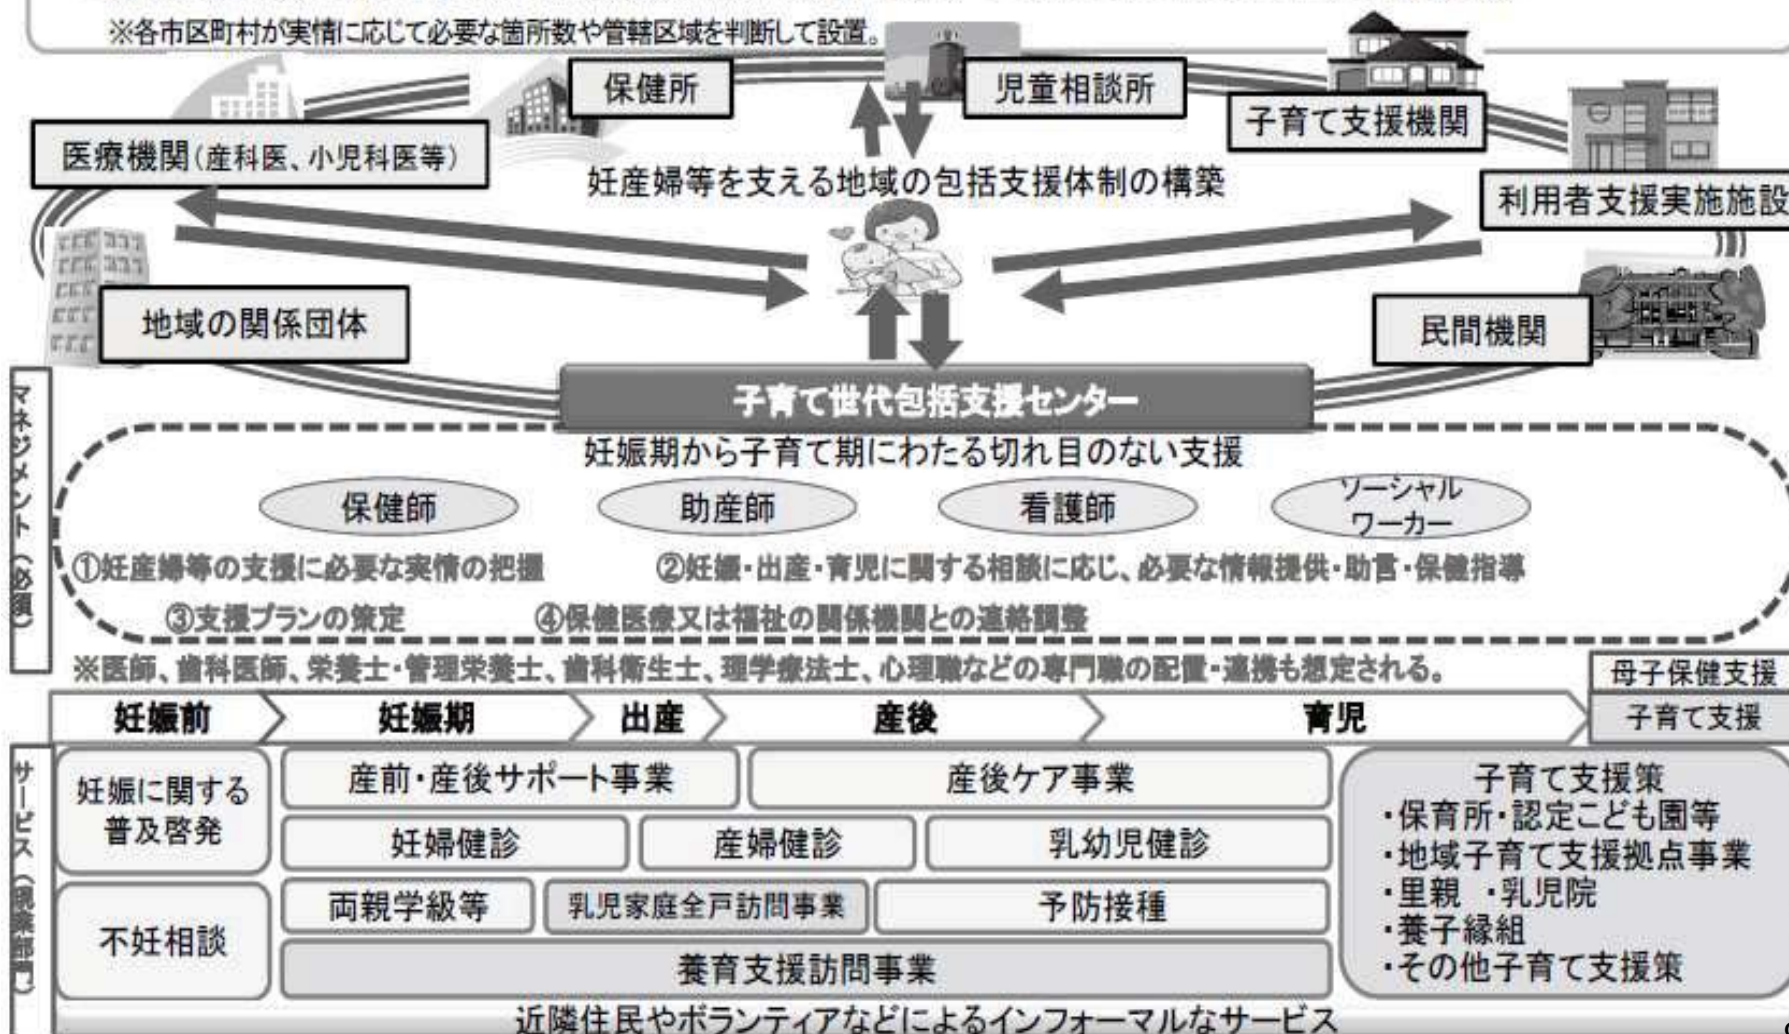 ※各市区町村が実情に応じて必要な箇所数や管轄区域を判断して設置。
保健所
児童相談所
子育て支援機関
医療機関(産科医、小児科医等)
妊産婦等を支える地域の包括支援体制の構築
利用者支援実施施設
地域の関係団体
民間機関
子育て世代包括支援センター
妊娠期から子育て期にわたる切れ目のない支援
マネジメント(必須)
保健師
助産師
看護師
ソーシャル
ワーカー
①妊産婦等の支援に必要な実情の把握
②妊娠・出産・育児に関する相談に応じ、必要な情報提供・助言・保健指導
③支援プランの策定
④保健医療又は福祉の関係機関との連絡調整
※医師、歯科医師、栄養士・管理栄養士、歯科衛生士、理学療法士、心理職などの専門職の配置・連携も想定される。
母子保健支援
子育て支援
妊娠前
妊娠期
出産
産後
育児
サービス(現業部門)
妊娠に関する
普及啓発
産前・産後サポート事業
産後ケア事業
妊婦健診
産婦健診
乳幼児健診
不妊相談
両親学級等
乳児家庭全戸訪問事業
予防接種
養育支援訪問事業
子育て支援策
・保育所・認定こども園等
・地域子育て支援拠点事業
・里親 ・乳児院
・養子縁組
・その他子育て支援策
近隣住民やボランティアなどによるインフォーマルなサービス